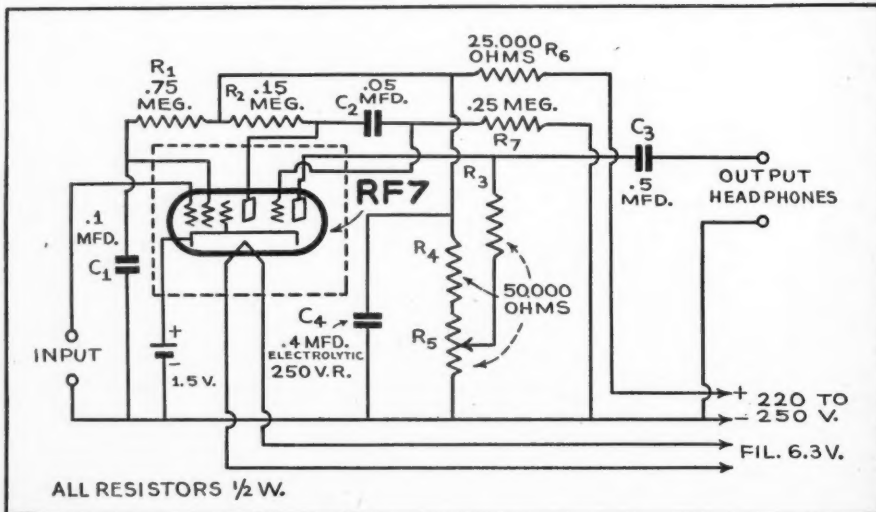 R1
.75
MEG.
R2
.15
MEG.
C2
.05
MFD.
25.000
OHMS
R6
.25 MEG.
R7
C3
.5
MFD.
OUTPUT
HEADPHONES
RF7
.1
MFD.
C1
R3
R4
50.000
OHMS
R5
C4
.4 MFD.
ELECTROLYTIC
250 V.R.
INPUT
+
-
1.5 V.
+ 220 TO
- 250 V.
FIL. 6.3 V.
ALL RESISTORS ½ W.